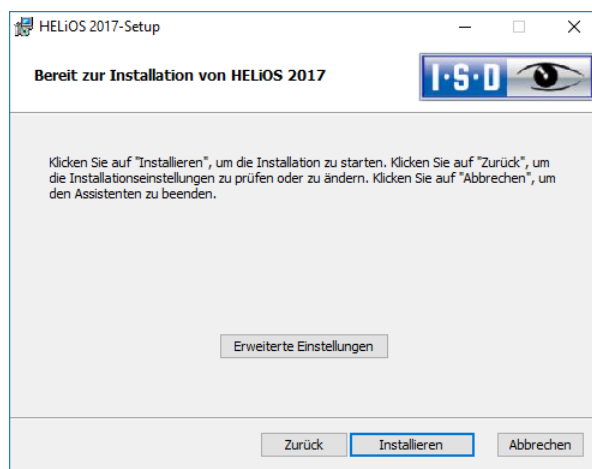 HELiOS 2017-Setup
Bereit zur Installation von HELiOS 2017
I·S·D
Klicken Sie auf "Installieren", um die Installation zu starten. Klicken Sie auf "Zurück", um
die Installationseinstellungen zu prüfen oder zu ändern. Klicken Sie auf "Abbrechen", um
den Assistenten zu beenden.
Erweiterte Einstellungen
Zurück
Installieren
Abbrechen